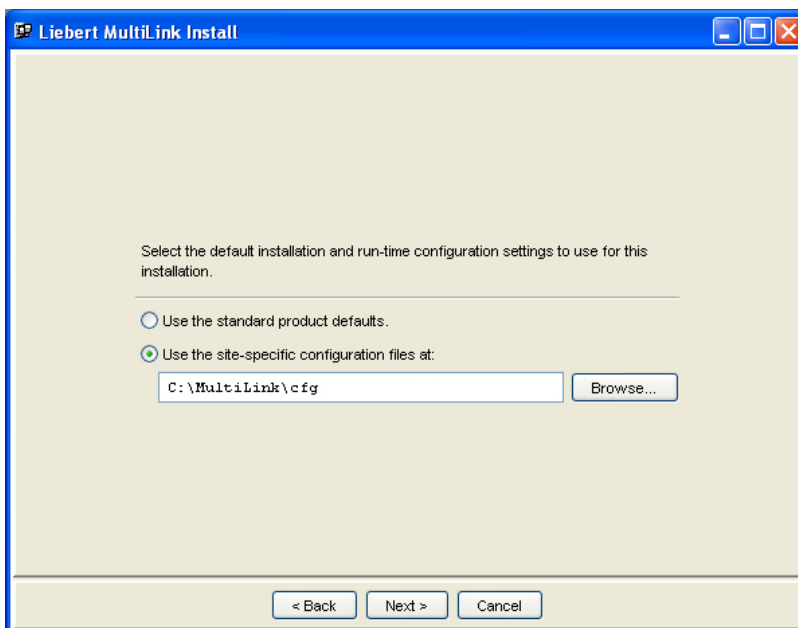 Liebert MultiLink Install
Select the default installation and run-time configuration settings to use for this
installation.
Use the standard product defaults.
Use the site-specific configuration files at:
C:\MultiLink\cfg
Browse...
< Back
Next >
Cancel